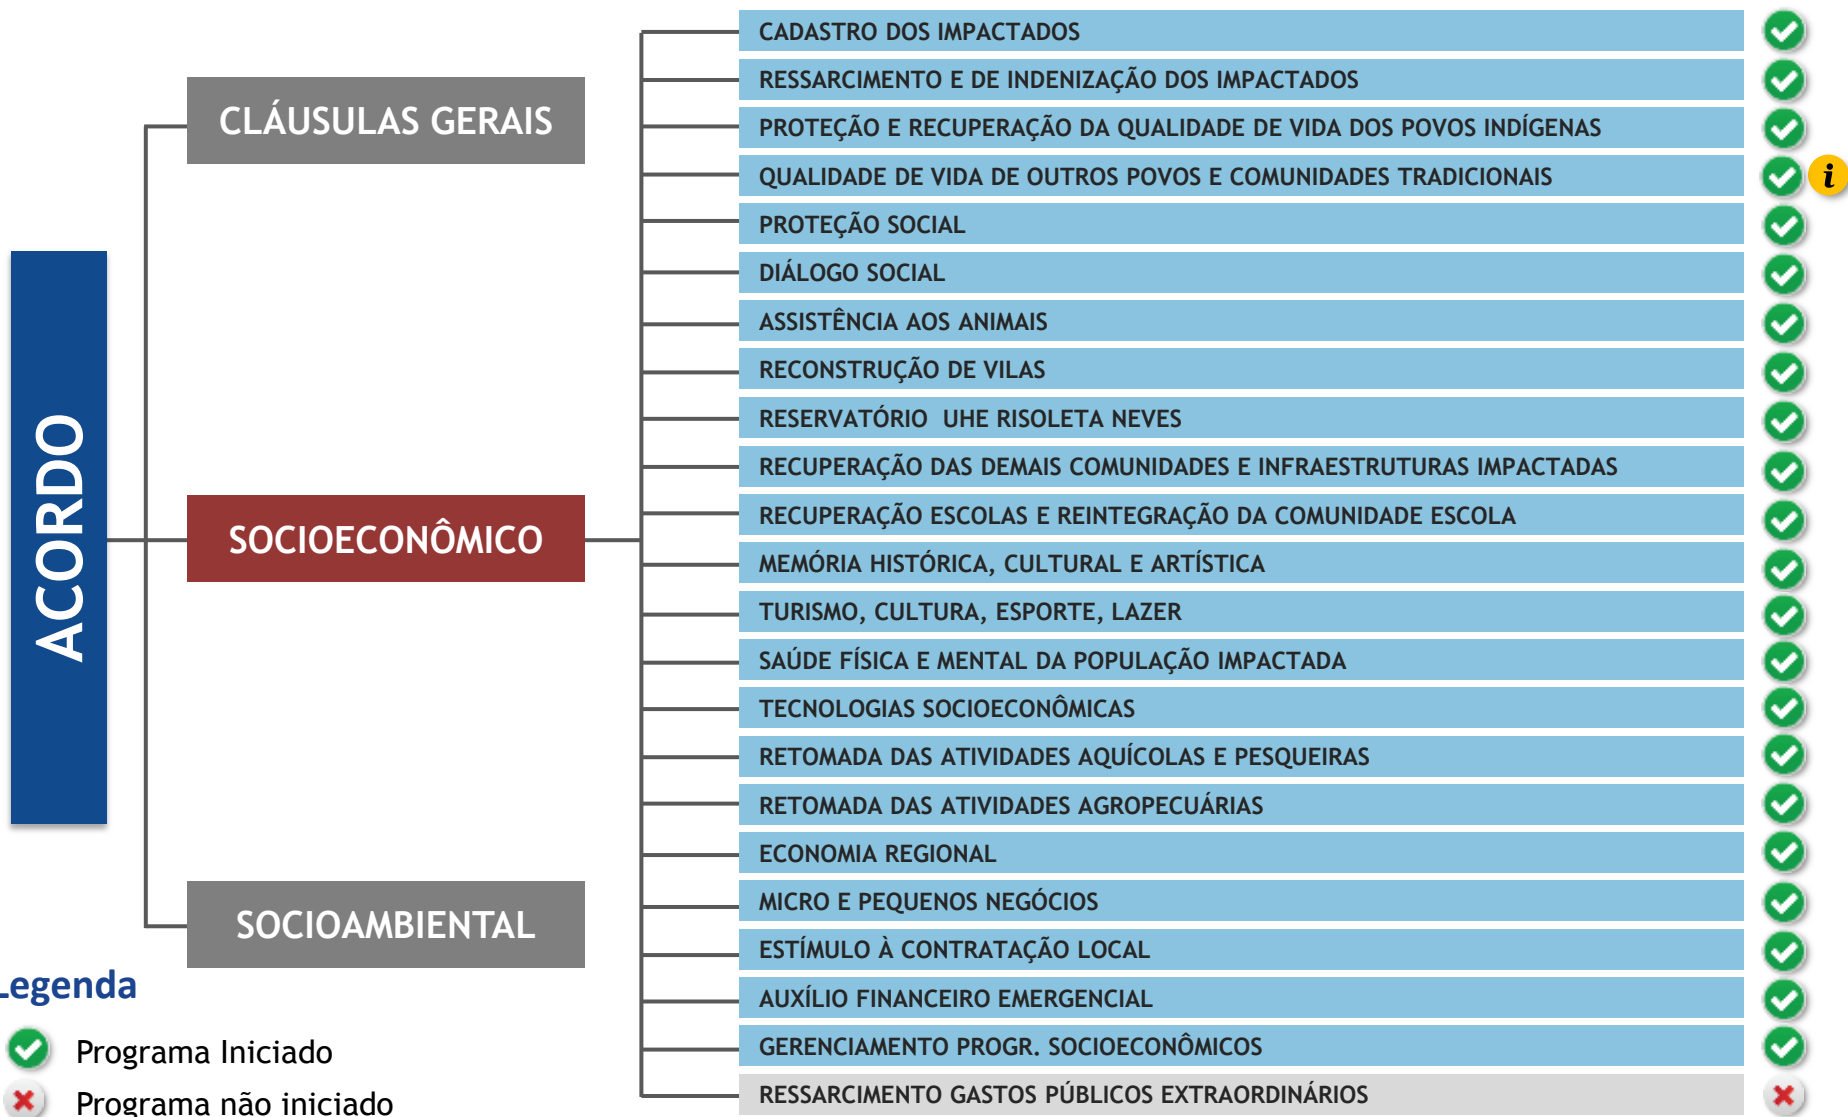 ACORDO
CLÁUSULAS GERAIS
SOCIOECONÔMICO
SOCIOAMBIENTAL
CADASTRO DOS IMPACTADOS
RESSARCIMENTO E DE INDENIZAÇÃO DOS IMPACTADOS
PROTEÇÃO E RECUPERAÇÃO DA QUALIDADE DE VIDA DOS POVOS INDÍGENAS
QUALIDADE DE VIDA DE OUTROS POVOS E COMUNIDADES TRADICIONAIS
i
PROTEÇÃO SOCIAL
DIÁLOGO SOCIAL
ASSISTÊNCIA AOS ANIMAIS
RECONSTRUÇÃO DE VILAS
RESERVATÓRIO UHE RISOLETA NEVES
RECUPERAÇÃO DAS DEMAIS COMUNIDADES E INFRAESTRUTURAS IMPACTADAS
RECUPERAÇÃO ESCOLAS E REINTEGRAÇÃO DA COMUNIDADE ESCOLA
MEMÓRIA HISTÓRICA, CULTURAL E ARTÍSTICA
TURISMO, CULTURA, ESPORTE, LAZER
SAÚDE FÍSICA E MENTAL DA POPULAÇÃO IMPACTADA
TECNOLOGIAS SOCIOECONÔMICAS
RETOMADA DAS ATIVIDADES AQUÍCOLAS E PESQUEIRAS
RETOMADA DAS ATIVIDADES AGROPECUÁRIAS
ECONOMIA REGIONAL
MICRO E PEQUENOS NEGÓCIOS
ESTÍMULO À CONTRATAÇÃO LOCAL
AUXÍLIO FINANCEIRO EMERGENCIAL
GERENCIAMENTO PROGR. SOCIOECONÔMICOS
RESSARCIMENTO GASTOS PÚBLICOS EXTRAORDINÁRIOS
Legenda
Programa Iniciado
Programa não iniciado